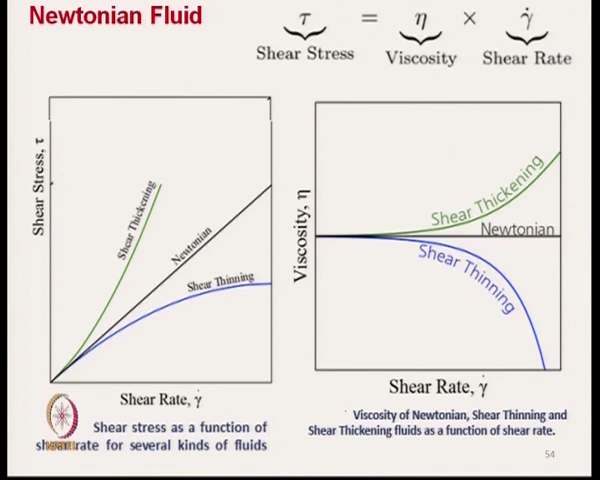 Newtonian Fluid
τ = η × γ̇
Shear Stress Viscosity Shear Rate
Shear Stress, τ
Shear Thickening
Newtonian
Shear Thinning
Shear Rate, γ̇
Viscosity, η
Shear Thickening
Newtonian
Shear Thinning
Shear Rate, γ̇
Shear stress as a function of
shear rate for several kinds of fluids
Viscosity of Newtonian, Shear Thinning and
Shear Thickening fluids as a function of shear rate.
54